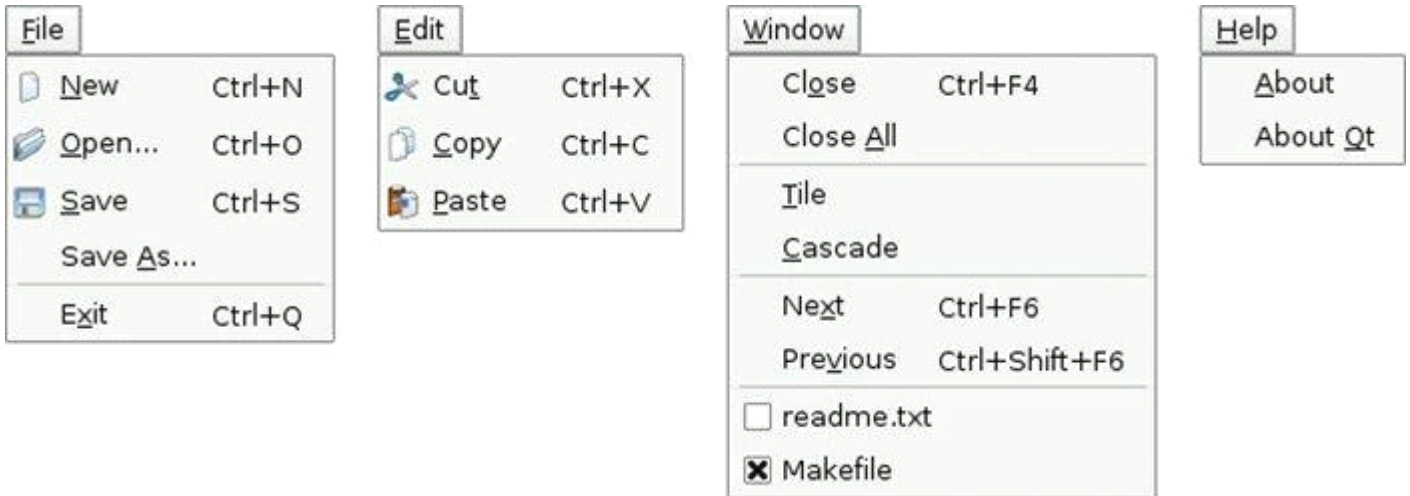 File
New Ctrl+N
Open... Ctrl+O
Save Ctrl+S
Save As...
Exit Ctrl+Q
Edit
Cut Ctrl+X
Copy Ctrl+C
Paste Ctrl+V
Window
Close Ctrl+F4
Close All
Tile
Cascade
Next Ctrl+F6
Previous Ctrl+Shift+F6
readme.txt
Makefile
Help
About
About Qt